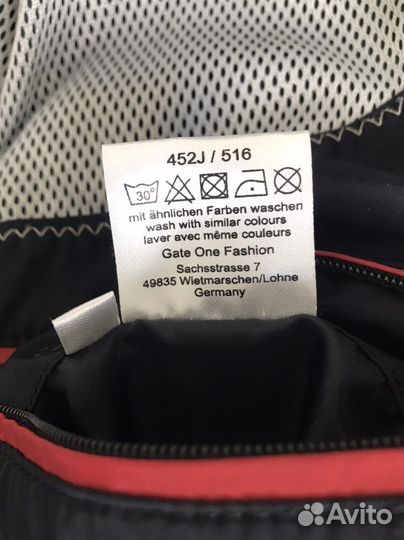 452J / 516
30°
mit ähnlichen Farben waschen
wash with similar colours
laver avec même couleurs
Gate One Fashion
Sachsstrasse 7
49835 Wietmarschen/Lohne
Germany
Avito